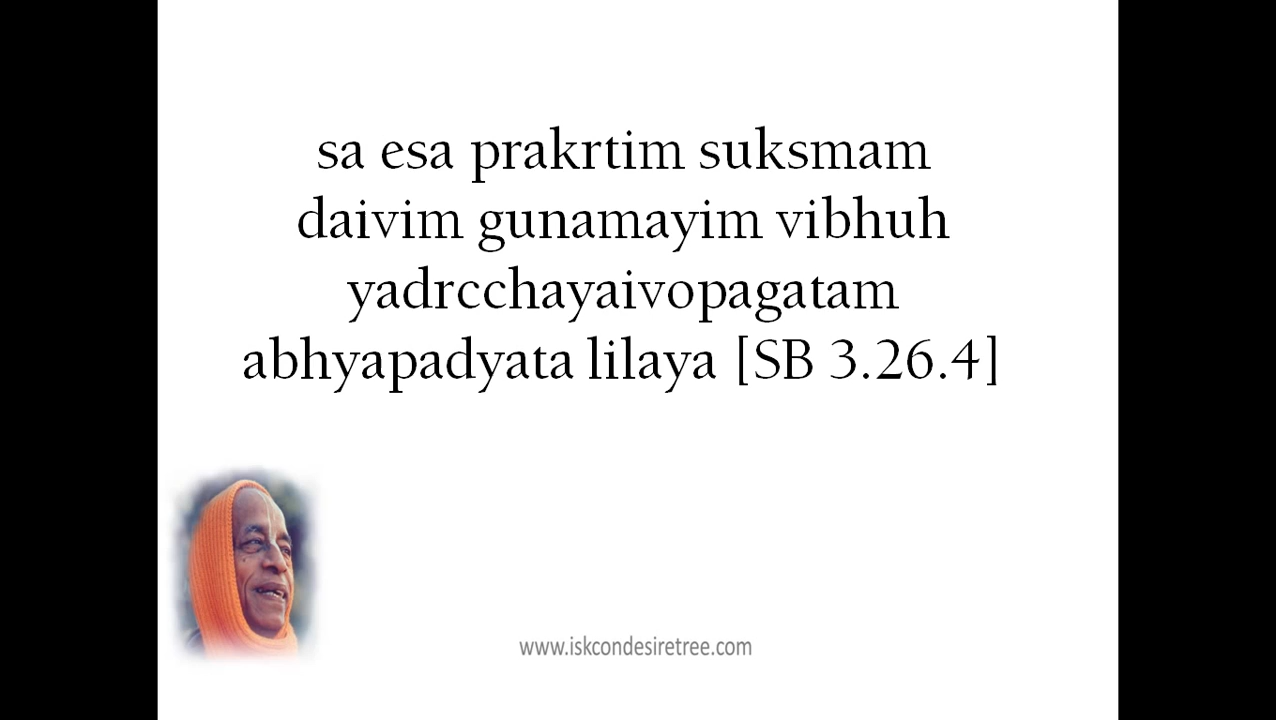 sa esa prakrtim suksmam
daivim gunamayim vibhuh
yadrcchayaivopagatam
abhyapadyata lilaya [SB 3.26.4]
www.iskcondesiretree.com